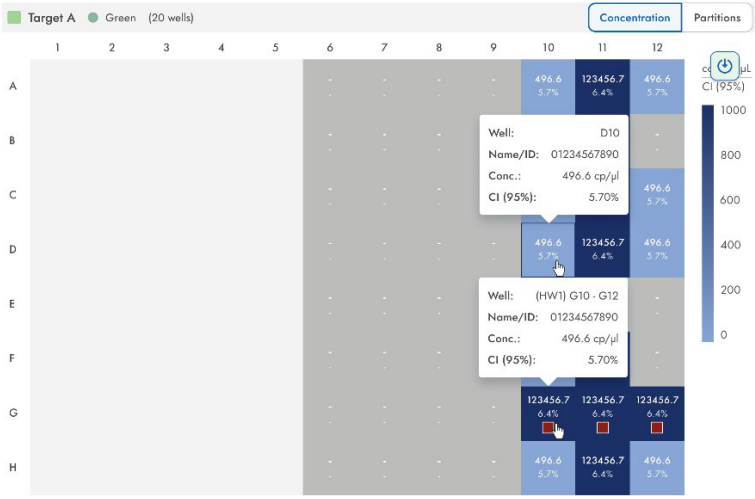 Target A Green (20 wells) Concentration Partitions
1 2 3 4 5 6 7 8 9 10 11 12
A - - - - 496.6 123456.7 496.6
- - - - 5.7% 6.4% 5.7%
CI (95%)
1000
B - - - - -
- - - - -
Well: D10
Name/ID: 01234567890
Conc.: 496.6 cp/µl
CI (95%): 5.70%
800
C - - - - 496.6
- - - - 5.7%
600
D - - - - 496.6 123456.7 496.6
- - - - 5.7% 6.4% 5.7%
400
E - - - - -
- - - - -
Well: (HW1) G10 - G12
Name/ID: 01234567890
Conc.: 496.6 cp/µl
CI (95%): 5.70%
200
0
F - - - - -
- - - - -
G - - - - 123456.7 123456.7 123456.7
- - - - 6.4% 6.4% 6.4%
H - - - - 496.6 123456.7 496.6
- - - - 5.7% 6.4% 5.7%